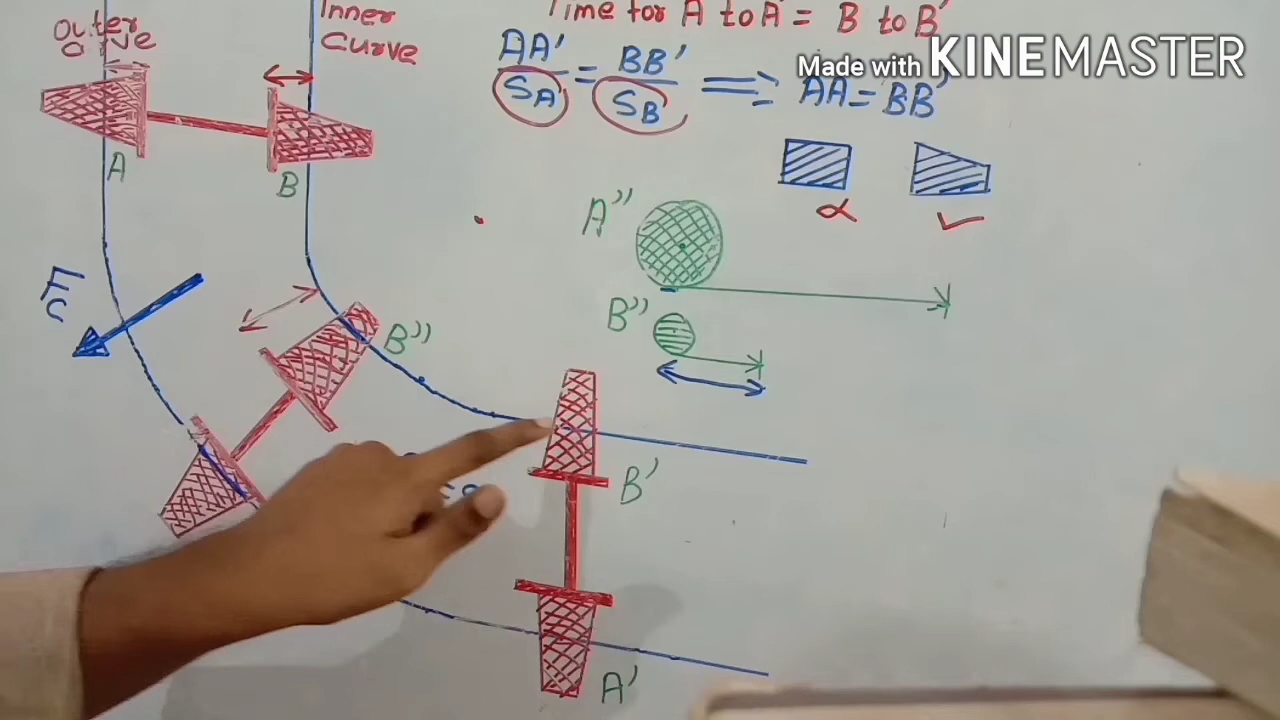 Time for A to A' = B to B'
Outer
Curve
Inner
Curve
AA'/SA = BB'/SB ⟹ AA = BB'
Made with KINEMASTER
A
B
α
✓
A''
B''
Fc
B''
B'
A'